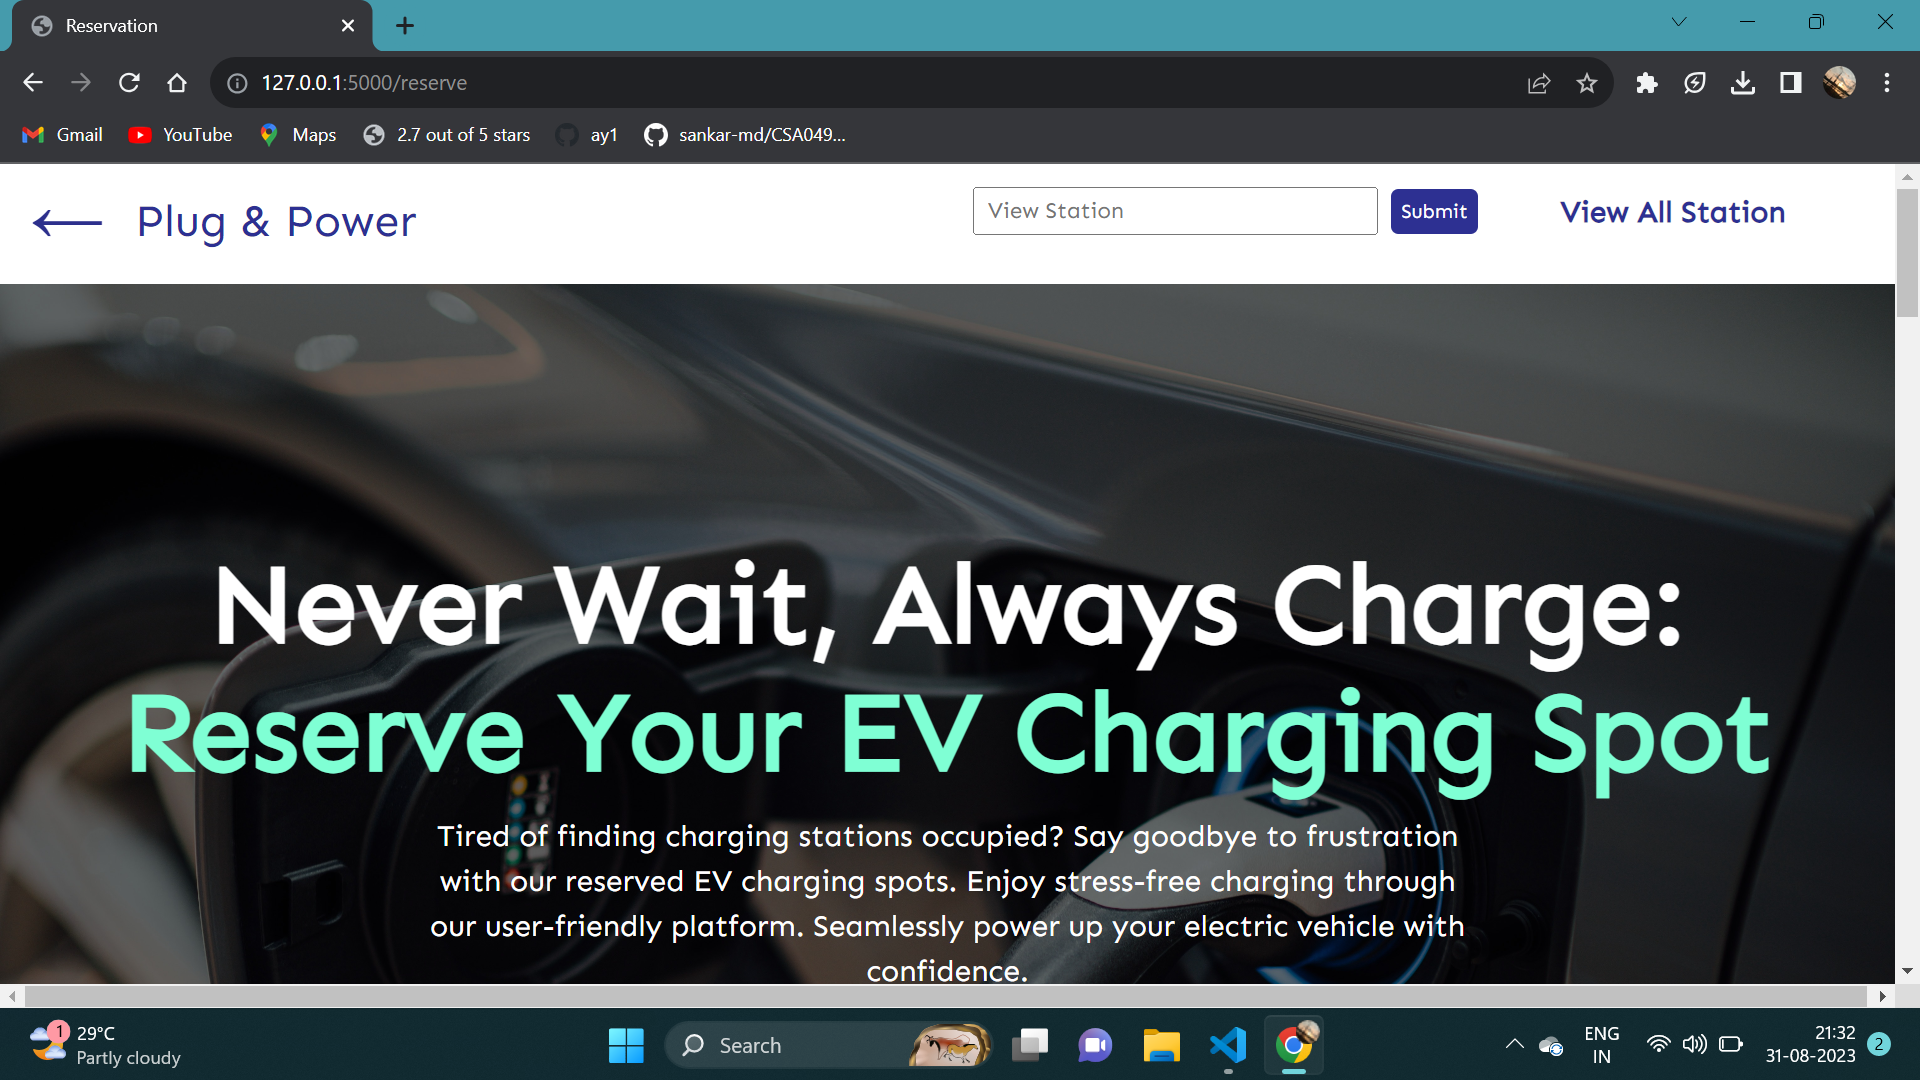 Reservation
127.0.0.1:5000/reserve
Gmail
YouTube
Maps
2.7 out of 5 stars
ay1
sankar-md/CSA049...
Plug & Power
View Station
Submit
View All Station
Never Wait, Always Charge:
Reserve Your EV Charging Spot
Tired of finding charging stations occupied? Say goodbye to frustration
with our reserved EV charging spots. Enjoy stress-free charging through
our user-friendly platform. Seamlessly power up your electric vehicle with
confidence.
1
29°C
Partly cloudy
Search
ENG
IN
21:32
31-08-2023
2